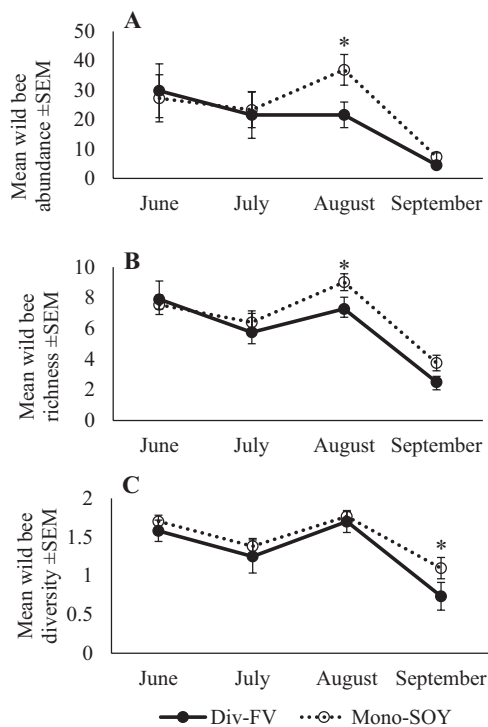 A
Mean wild bee
abundance ±SEM
50
40
30
20
10
0
*
June July August September
B
Mean wild bee
richness ±SEM
10
8
6
4
2
0
*
June July August September
C
Mean wild bee
diversity ±SEM
2
1.5
1
0.5
0
*
June July August September
Div-FV Mono-SOY